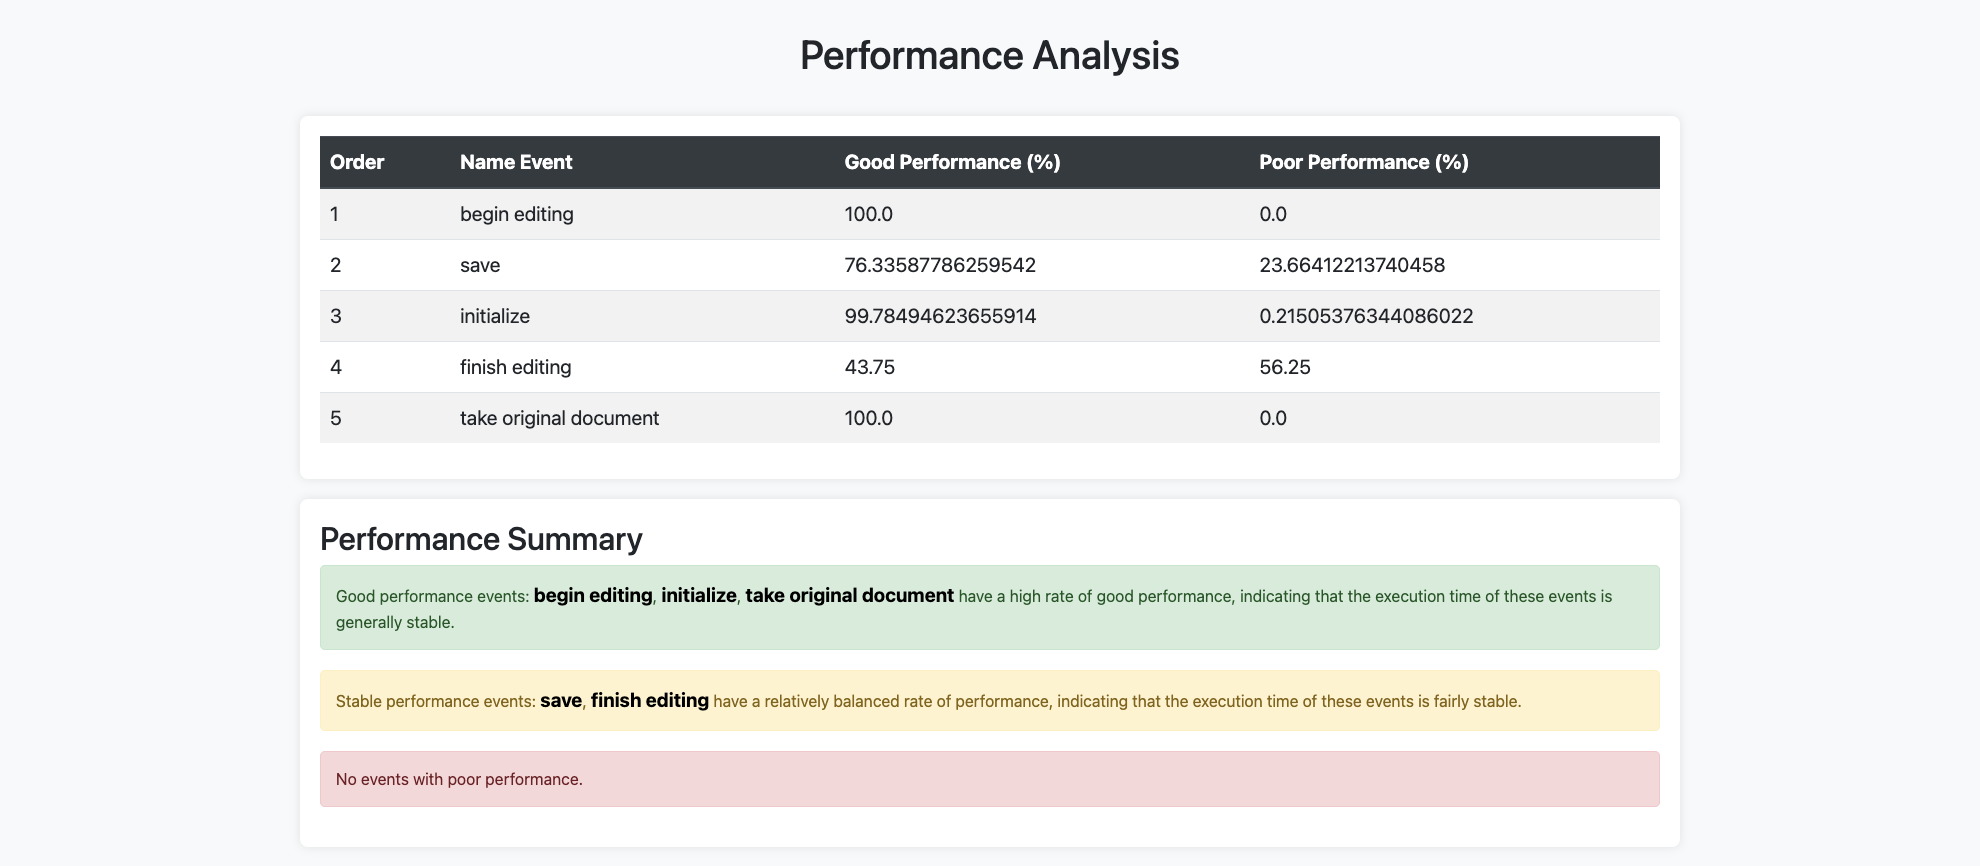 Performance Analysis
Order Name Event Good Performance (%) Poor Performance (%)
1 begin editing 100.0 0.0
2 save 76.33587786259542 23.66412213740458
3 initialize 99.78494623655914 0.21505376344086022
4 finish editing 43.75 56.25
5 take original document 100.0 0.0
Performance Summary
Good performance events: begin editing, initialize, take original document have a high rate of good performance, indicating that the execution time of these events is
generally stable.
Stable performance events: save, finish editing have a relatively balanced rate of performance, indicating that the execution time of these events is fairly stable.
No events with poor performance.